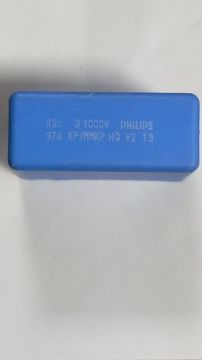 82n J 1000V PHILIPS
376 KP/MMKP HQ 92 13